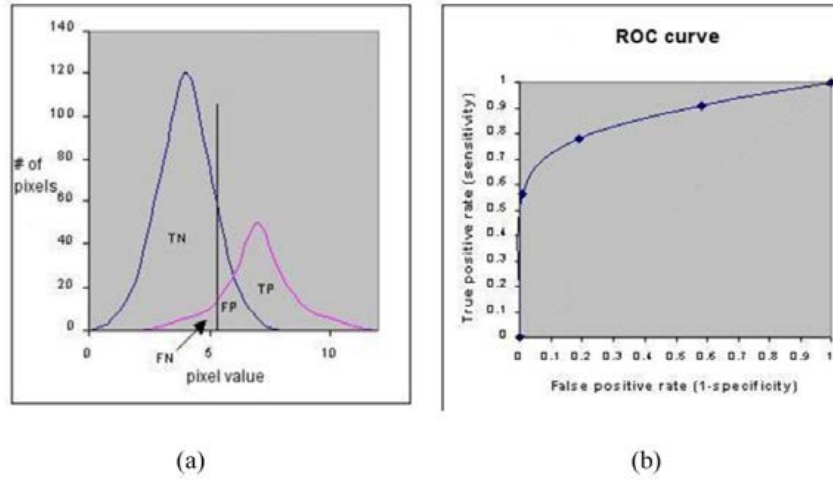 140
120
100
80
60
40
20
0
# of
pixels
TN
FP
TP
FN
0
5
10
pixel value
(a)
ROC curve
True positive rate (sensitivity)
1
0.9
0.8
0.7
0.6
0.5
0.4
0.3
0.2
0.1
0
0 0.1 0.2 0.3 0.4 0.5 0.6 0.7 0.8 0.9 1
False positive rate (1-specificity)
(b)